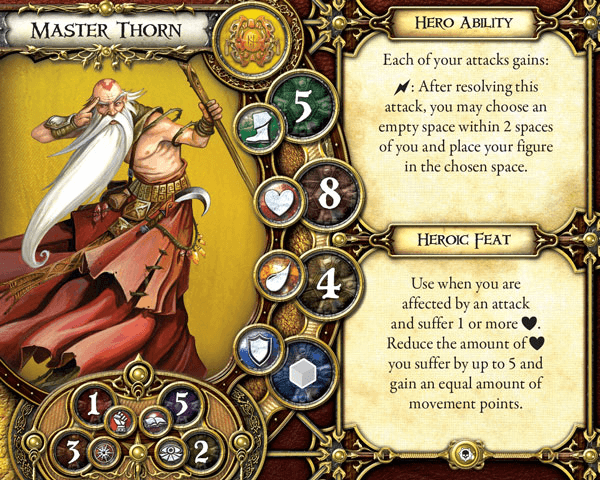 Master Thorn
5
8
4
1
5
3
2
Hero Ability
Each of your attacks gains:
: After resolving this
attack, you may choose an
empty space within 2 spaces
of you and place your figure
in the chosen space.
Heroic Feat
Use when you are
affected by an attack
and suffer 1 or more ♥.
Reduce the amount of ♥
you suffer by up to 5 and
gain an equal amount of
movement points.